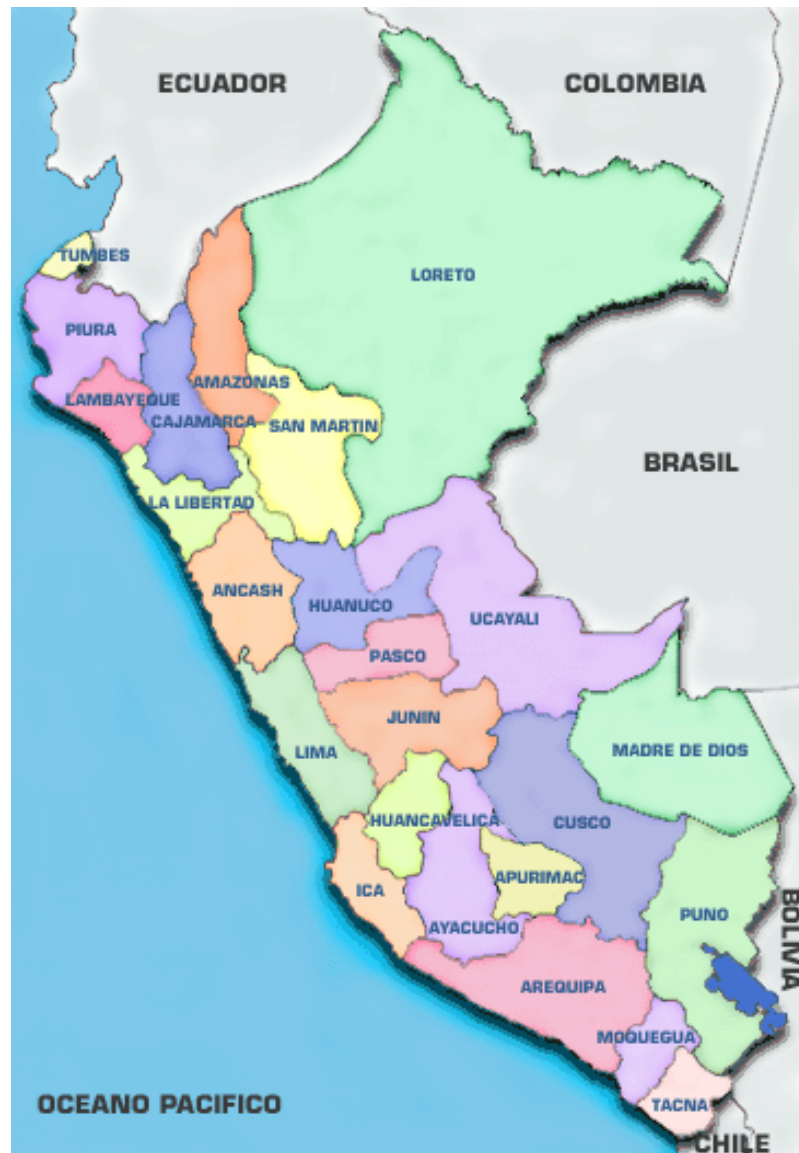 ECUADOR
COLOMBIA
TUMBES
LORETO
PIURA
AMAZONAS
LAMBAYEQUE
CAJAMARCA
SAN MARTIN
BRASIL
LA LIBERTAD
ANCASH
HUANUCO
UCAYALI
PASCO
JUNIN
LIMA
MADRE DE DIOS
HUANCAVELICA
CUSCO
APURIMAC
ICA
PUNO
BOLIVIA
AYACUCHO
AREQUIPA
MOQUEGUA
OCEANO PACIFICO
TACNA
CHILE